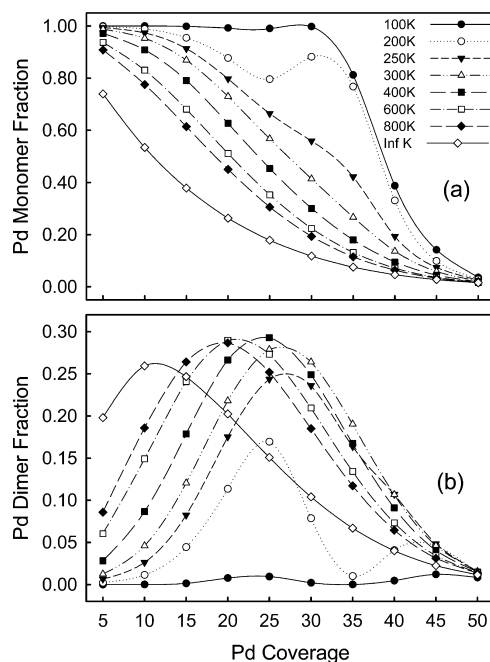 (a)
1.00
0.80
0.60
0.40
0.20
0.00
Pd Monomer Fraction
100K
200K
250K
300K
400K
600K
800K
Inf K
(b)
0.30
0.25
0.20
0.15
0.10
0.05
0.00
Pd Dimer Fraction
5 10 15 20 25 30 35 40 45 50
Pd Coverage